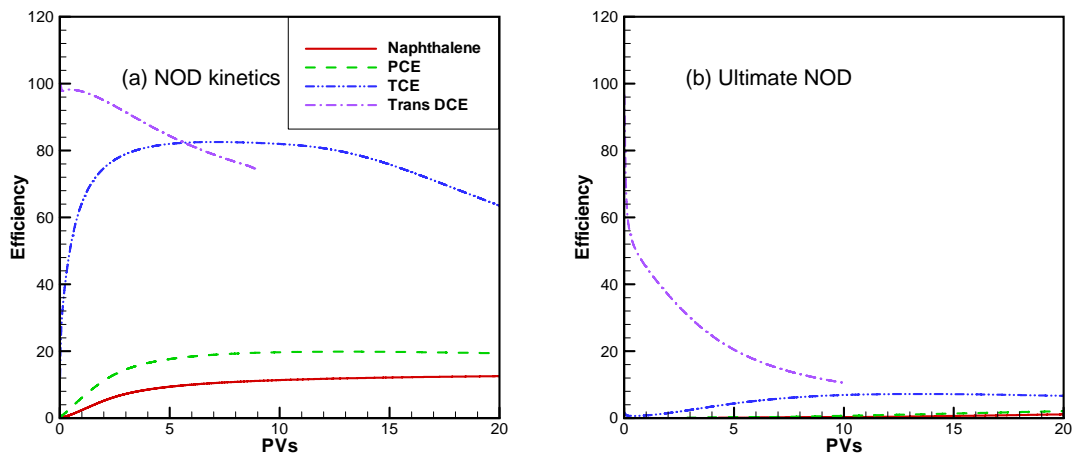 120
100
80
60
40
20
0
Efficiency
(a) NOD kinetics
Naphthalene
PCE
TCE
Trans DCE
0 5 10 15 20
PVs
120
100
80
60
40
20
0
Efficiency
(b) Ultimate NOD
0 5 10 15 20
PVs